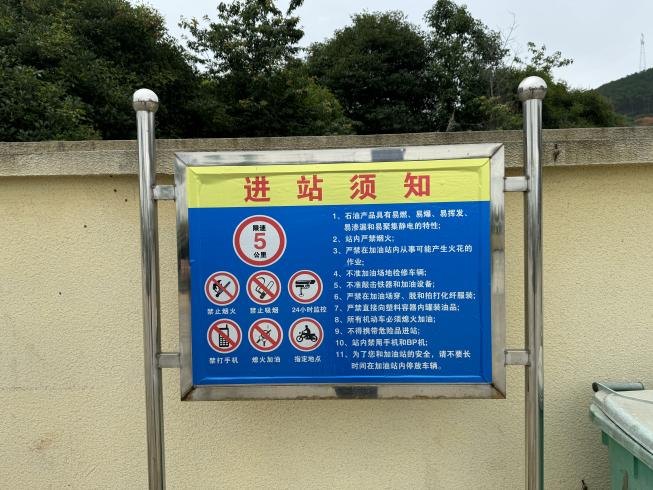 进站须知
限速
5
公里
禁止烟火
禁止吸烟
24小时监控
禁打手机
熄火加油
指定地点
1、石油产品具有易燃、易爆、易挥发、
易渗漏和易聚集静电的特性;
2、站内严禁烟火;
3、严禁在加油站内从事可能产生火花的
作业;
4、不准加油场地检修车辆;
5、不准敲击铁器和加油设备;
6、严禁在加油场穿、脱和拍打化纤服装;
7、严禁直接向塑料容器内罐装油品;
8、所有机动车必须熄火加油;
9、不得携带危险品进站;
10、站内禁用手机和BP机;
11、为了您和加油站的安全，请不要长
时间在加油站内停放车辆。